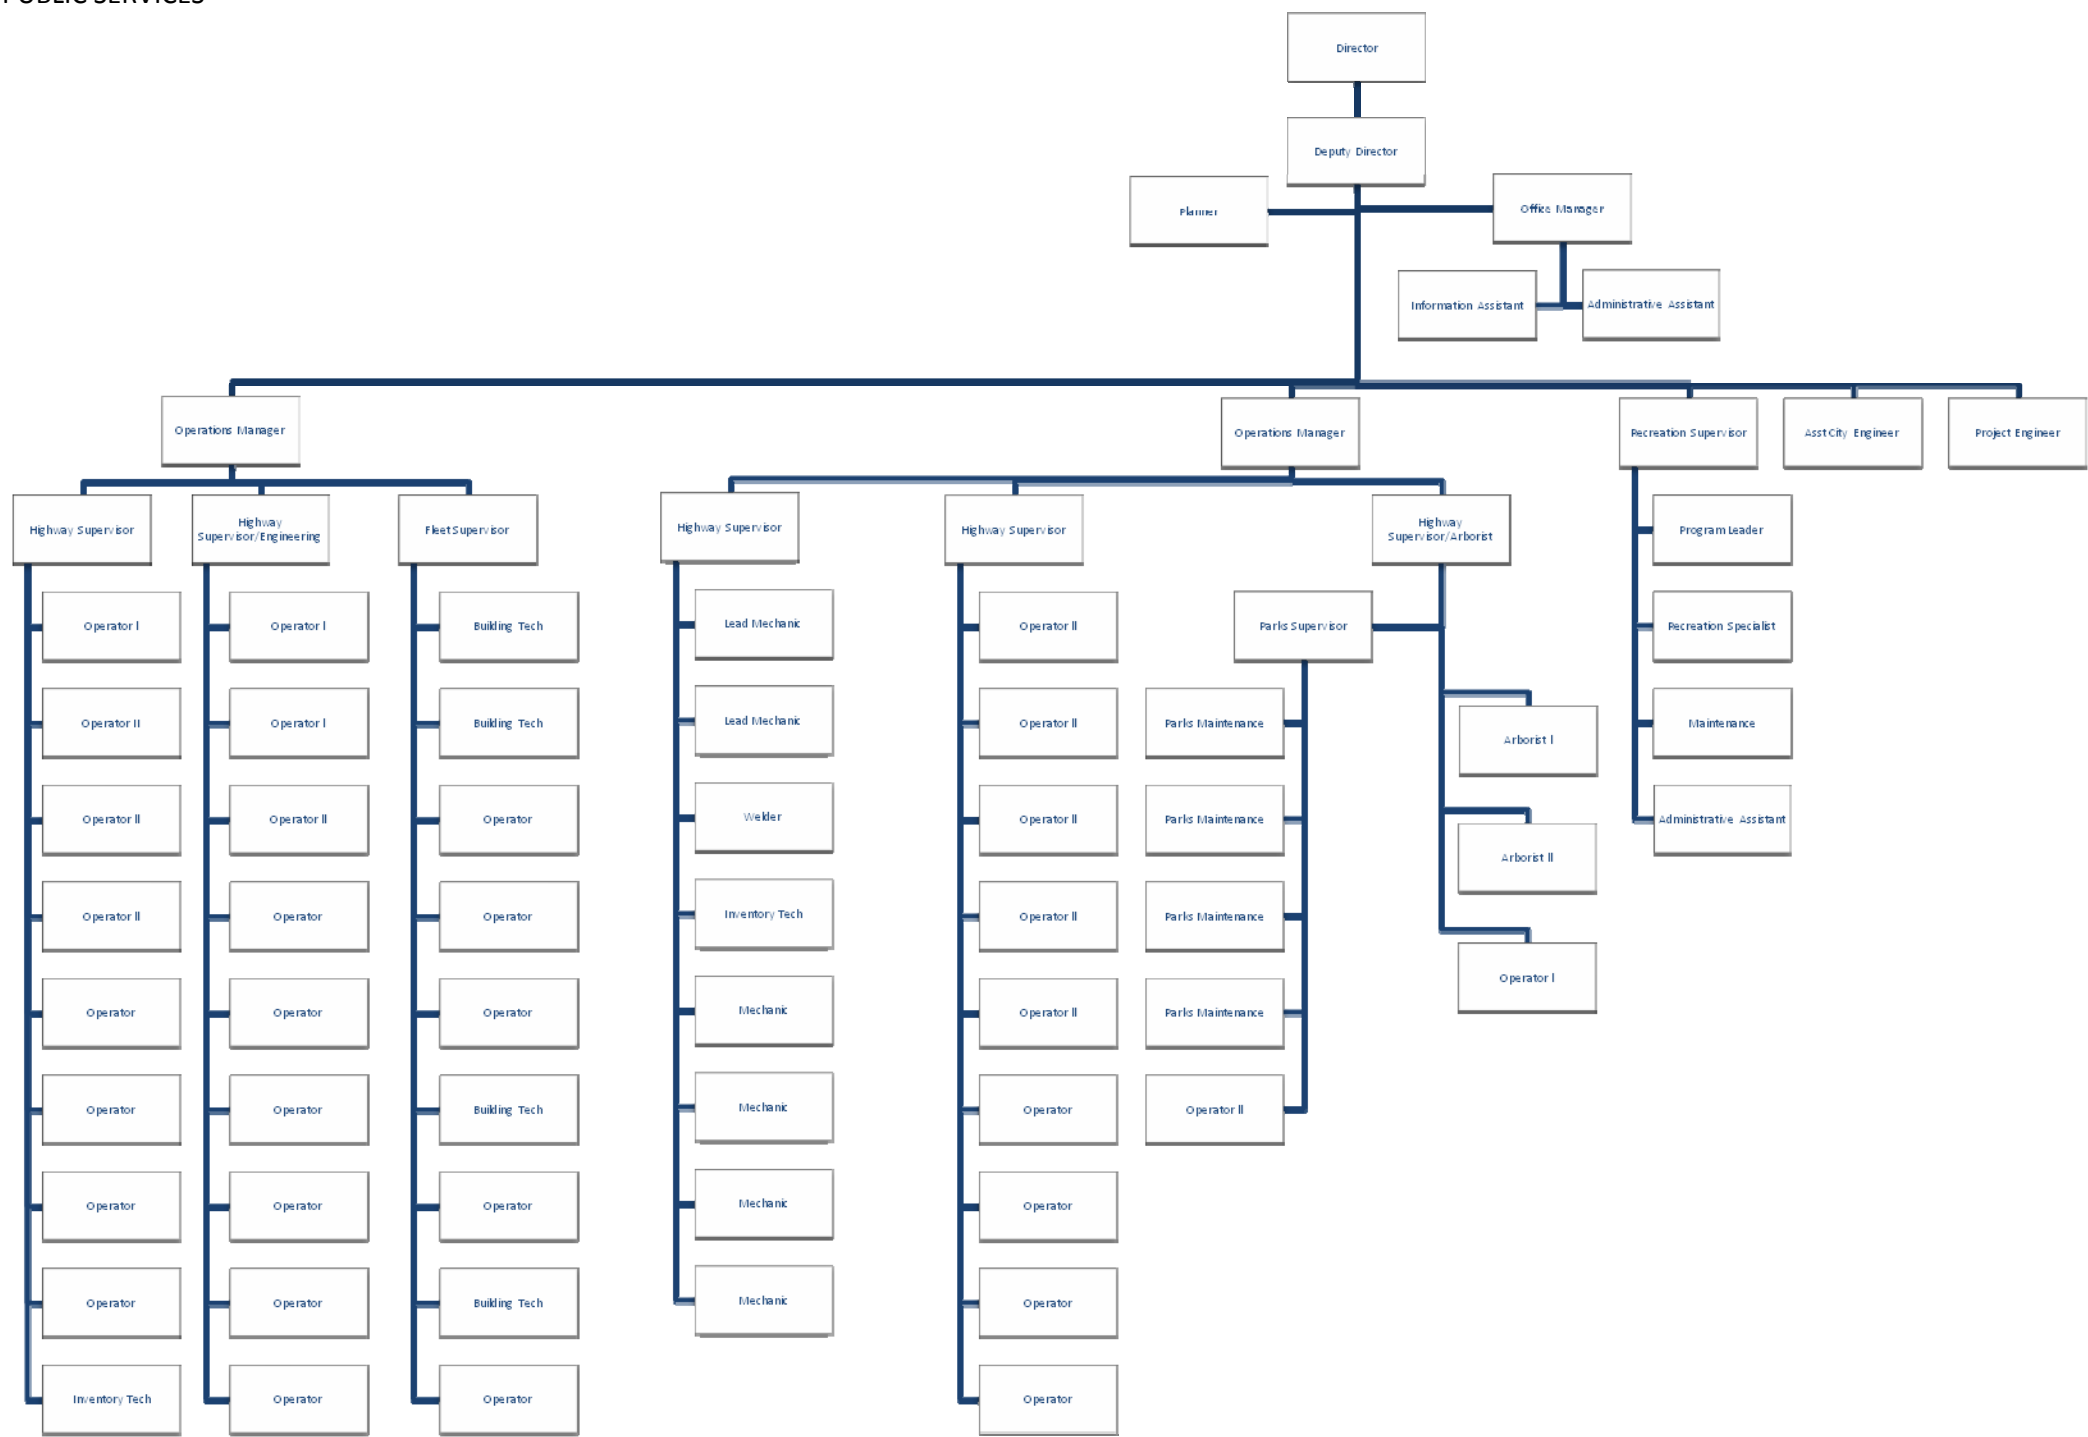 PUBLIC SERVICES
Director
Deputy Director
Planner
Office Manager
Information Assistant
Administrative Assistant
Operations Manager
Operations Manager
Recreation Supervisor
Asst City Engineer
Project Engineer
Highway Supervisor
Highway
Supervisor/Engineering
Fleet Supervisor
Highway Supervisor
Highway Supervisor
Highway
Supervisor/Arborist
Program Leader
Operator I
Operator I
Building Tech
Lead Mechanic
Operator II
Parks Supervisor
Recreation Specialist
Operator II
Operator I
Building Tech
Lead Mechanic
Operator II
Parks Maintenance
Arborist I
Maintenance
Operator II
Operator II
Operator
Welder
Operator II
Parks Maintenance
Arborist II
Administrative Assistant
Operator II
Operator
Operator
Inventory Tech
Operator II
Parks Maintenance
Operator I
Operator
Operator
Operator
Mechanic
Operator II
Parks Maintenance
Operator
Operator
Building Tech
Mechanic
Operator
Operator II
Operator
Operator
Operator
Mechanic
Operator
Operator
Operator
Building Tech
Mechanic
Operator
Inventory Tech
Operator
Operator
Operator